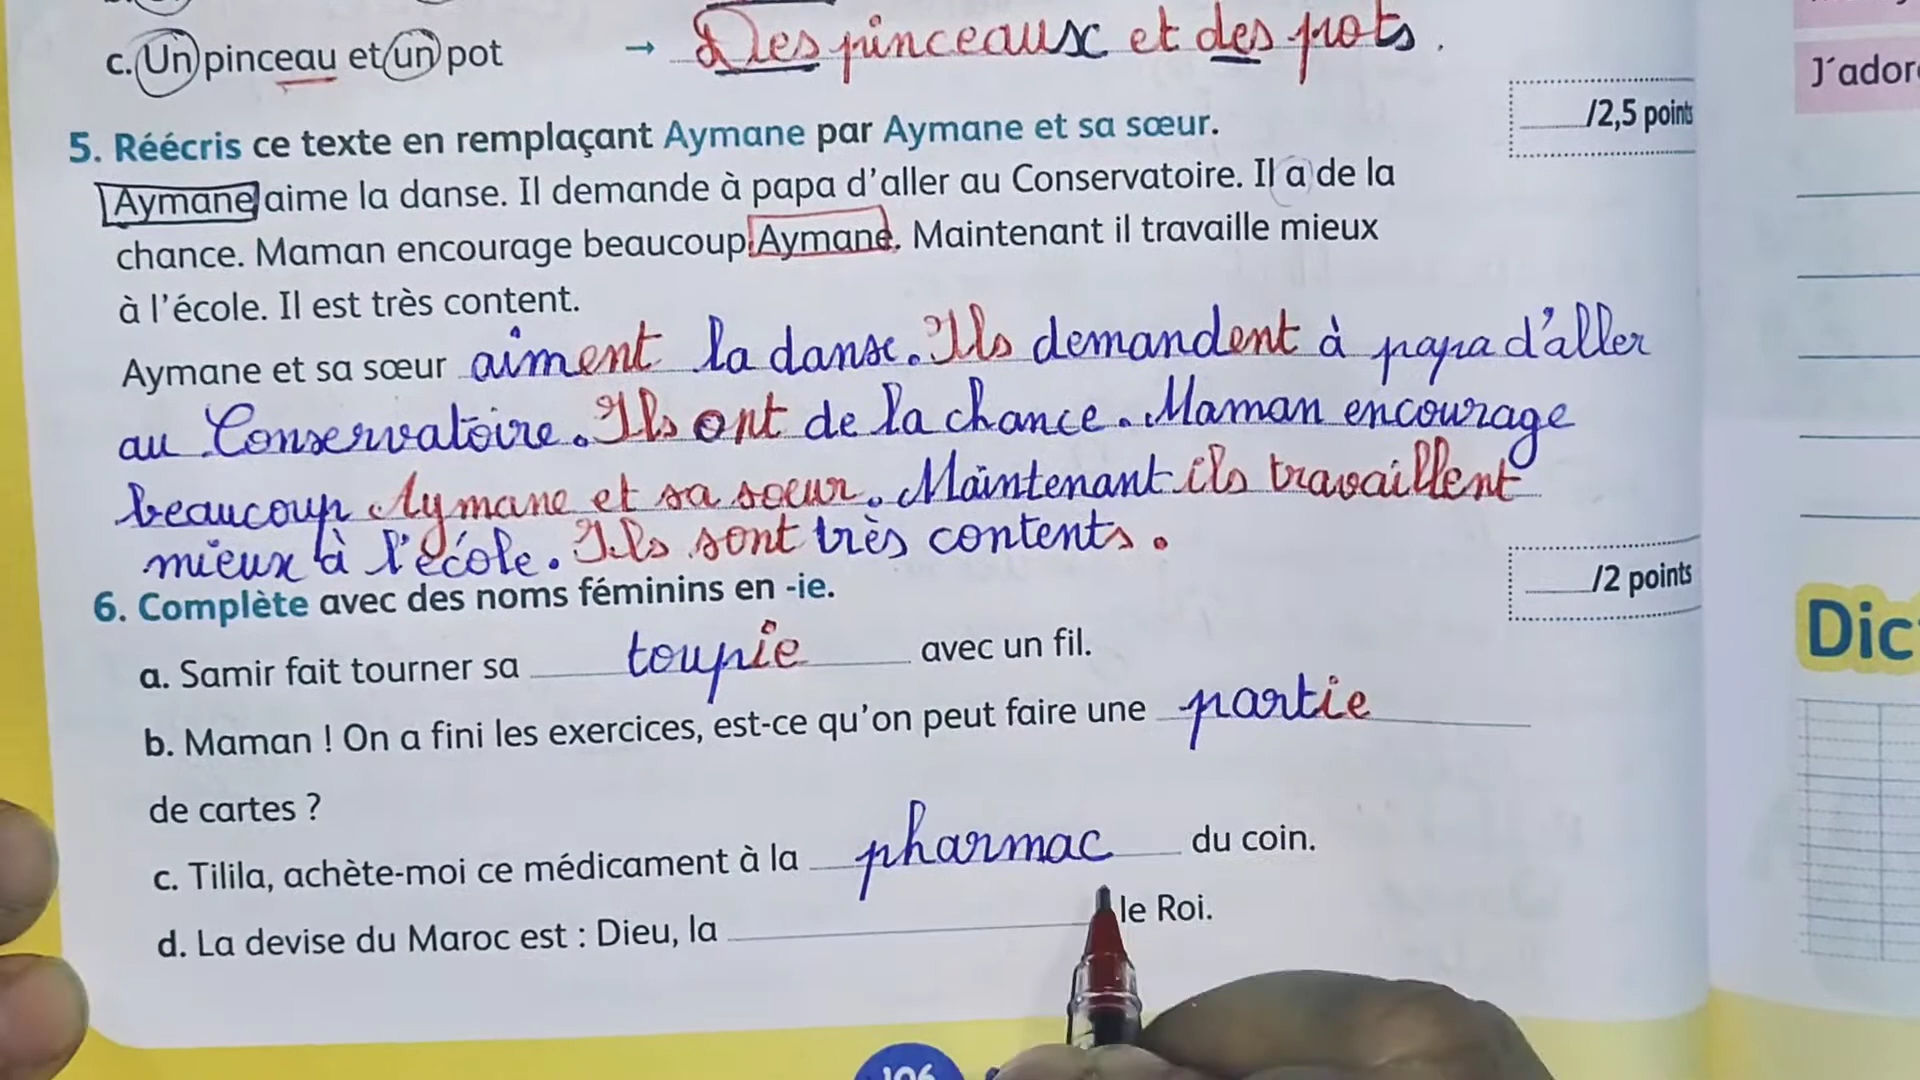 c. Un pinceau et un pot → Des pinceaux et des pots.
J'ador
/2,5 points
5. Réécris ce texte en remplaçant Aymane par Aymane et sa sœur.
Aymane aime la danse. Il demande à papa d'aller au Conservatoire. Il a de la
chance. Maman encourage beaucoup Aymane. Maintenant il travaille mieux
à l'école. Il est très content.
Aymane et sa sœur aiment la danse. Ils demandent à papa d'aller
au Conservatoire. Ils ont de la chance. Maman encourage
beaucoup Aymane et sa sœur. Maintenant ils travaillent
mieux à l'école. Ils sont très contents.
/2 points
6. Complète avec des noms féminins en -ie.
a. Samir fait tourner sa toupie avec un fil.
b. Maman ! On a fini les exercices, est-ce qu'on peut faire une partie
de cartes ?
c. Tilila, achète-moi ce médicament à la pharmac du coin.
d. La devise du Maroc est : Dieu, la le Roi.
Dic
106